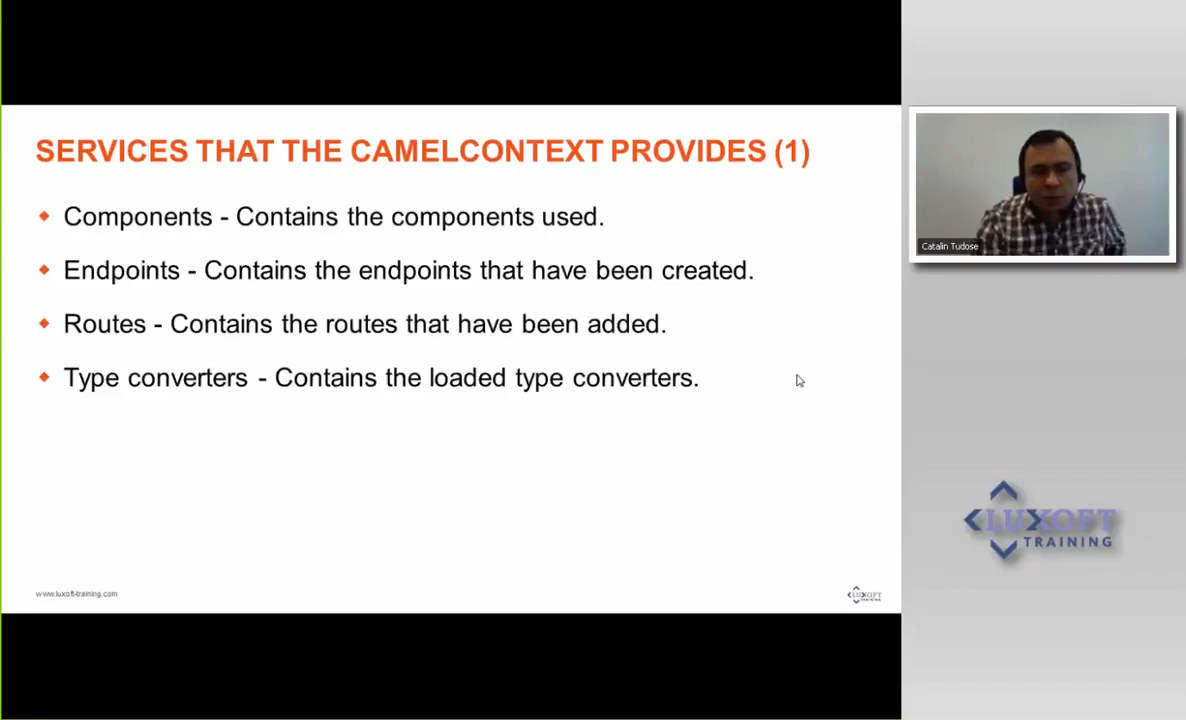 SERVICES THAT THE CAMELCONTEXT PROVIDES (1)
Components - Contains the components used.
Endpoints - Contains the endpoints that have been created.
Routes - Contains the routes that have been added.
Type converters - Contains the loaded type converters.
www.luxoft-training.com
LUXOFT
TRAINING
Catalin Tudose
LUXOFT
TRAINING